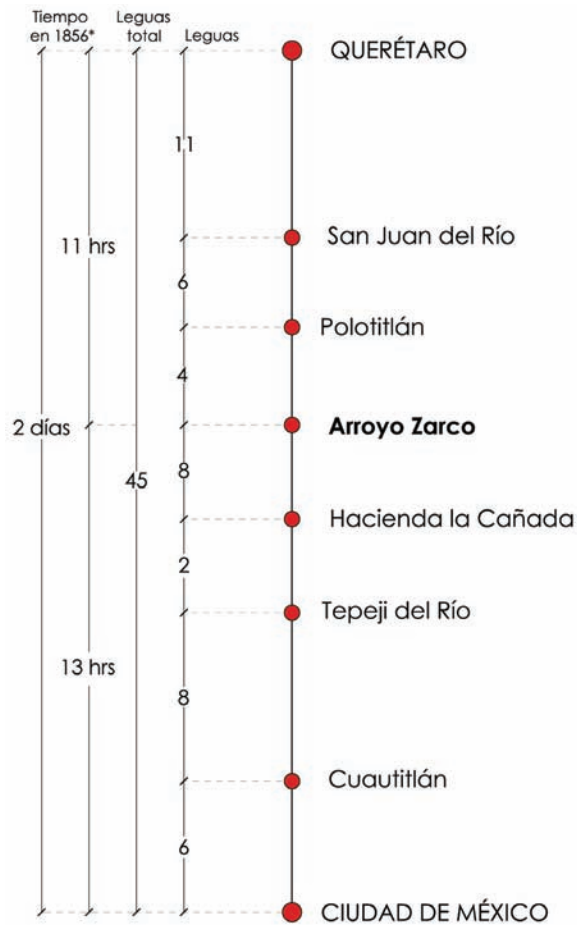 Tiempo
en 1856*
Leguas
total
Leguas
QUERÉTARO
11
San Juan del Río
11 hrs
6
Polotitlán
4
2 días
Arroyo Zarco
45
8
Hacienda la Cañada
2
Tepeji del Río
13 hrs
8
Cuautitlán
6
CIUDAD DE MÉXICO